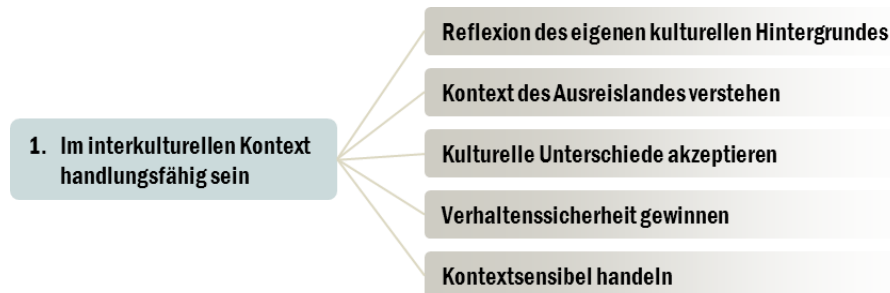 1. Im interkulturellen Kontext
handlungsfähig sein
Reflexion des eigenen kulturellen Hintergrundes
Kontext des Ausreislandes verstehen
Kulturelle Unterschiede akzeptieren
Verhaltenssicherheit gewinnen
Kontextsensibel handeln